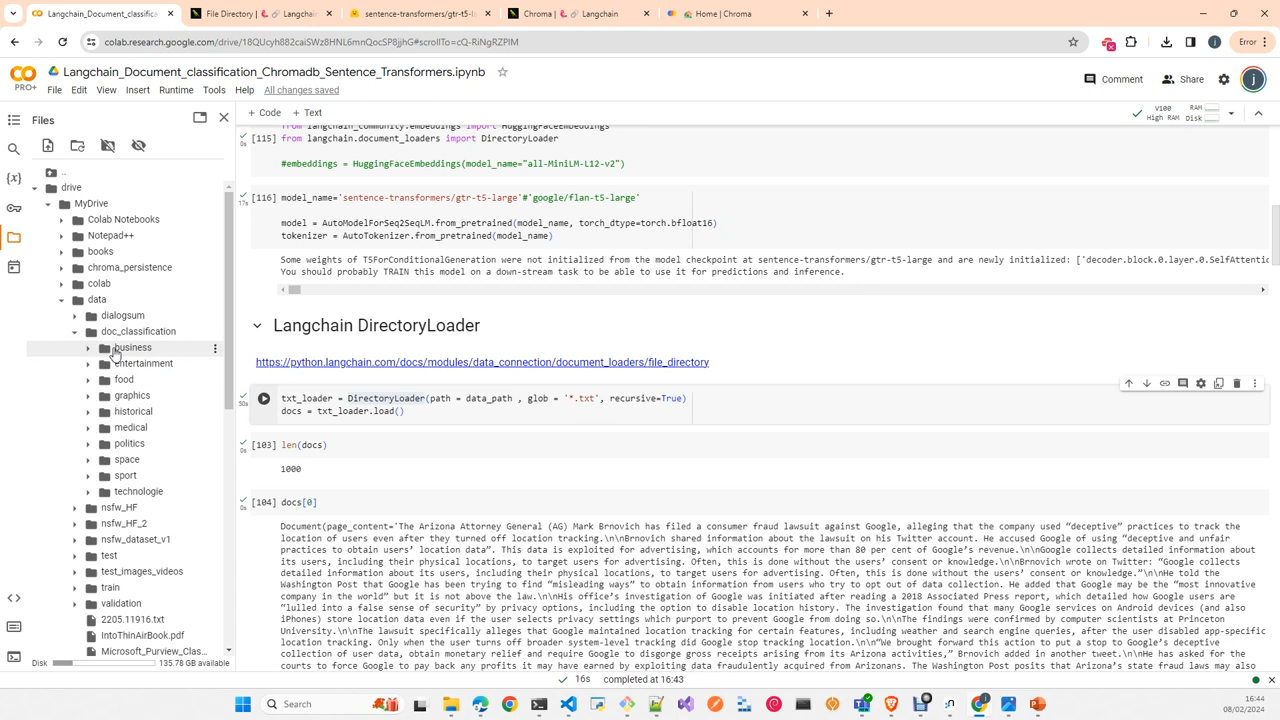 Langchain_Document_classific
File Directory | 🦜️🔗 Langchain
sentence-transformers/gtr-t5-l
Chroma | 🦜️🔗 Langchain
Home | Chroma
colab.research.google.com/drive/18QUcyh882caiSWz8HNL6mnQocSP8jjhG#scrollTo=cQ-RiNgRZPIM
Error
Langchain_Document_classification_Chromadb_Sentence_Transformers.ipynb
PRO+
File Edit View Insert Runtime Tools Help All changes saved
Comment
Share
Files
+ Code + Text
V100
High RAM
RAM
Disk
..
drive
MyDrive
Colab Notebooks
Notepad++
books
chroma_persistence
colab
data
dialogsum
doc_classification
business
entertainment
food
graphics
historical
medical
politics
space
sport
technologie
nsfw_HF
nsfw_HF_2
nsfw_dataset_v1
test
test_images_videos
train
validation
2205.11916.txt
IntoThinAirBook.pdf
Microsoft_Purview_Clas...
Disk
135.78 GB available
from langchain_community.embeddings import HuggingFaceEmbeddings
[115] from langchain.document_loaders import DirectoryLoader
0s
#embeddings = HuggingFaceEmbeddings(model_name="all-MiniLM-L12-v2")
[116] model_name='sentence-transformers/gtr-t5-large'#'google/flan-t5-large'
17s
model = AutoModelForSeq2SeqLM.from_pretrained(model_name, torch_dtype=torch.bfloat16)
tokenizer = AutoTokenizer.from_pretrained(model_name)
Some weights of T5ForConditionalGeneration were not initialized from the model checkpoint at sentence-transformers/gtr-t5-large and are newly initialized: ['decoder.block.0.layer.0.SelfAttentic
You should probably TRAIN this model on a down-stream task to be able to use it for predictions and inference.
Langchain DirectoryLoader
https://python.langchain.com/docs/modules/data_connection/document_loaders/file_directory
txt_loader = DirectoryLoader(path = data_path , glob = '*.txt', recursive=True)
50s
docs = txt_loader.load()
[103] len(docs)
0s
1000
[104] docs[0]
0s
Document(page_content='The Arizona Attorney General (AG) Mark Brnovich has filed a consumer fraud lawsuit against Google, alleging that the company used “deceptive” practices to track the
location of users even after they turned off location tracking.\n\nBrnovich shared information about the lawsuit on his Twitter account. He accused Google of using “deceptive and unfair
practices to obtain users’ location data”. This data is exploited for advertising, which accounts for more than 80 per cent of Google’s revenue.\n\nGoogle collects detailed information about
its users, including their physical locations, to target users for advertising. Often, this is done without the users’ consent or knowledge.\n\nBrnovich wrote on Twitter: “Google collects
detailed information about its users, including their physical locations, to target users for advertising. Often, this is done without the users’ consent or knowledge.”\n\nHe told the
Washington Post that Google has been trying to find “misleading ways” to obtain information from users who try to opt out of data collection. He added that Google may be the “most innovative
company in the world” but it is not above the law.\n\nHis office’s investigation of Google was initiated after reading a 2018 Associated Press report, which detailed how Google users are
“lulled into a false sense of security” by privacy options, including the option to disable location history. The investigation found that many Google services on Android devices (and also
iPhones) store location data even if the user selects privacy settings which purport to prevent Google from doing so.\n\nThe findings were confirmed by computer scientists at Princeton
University.\n\nThe lawsuit specifically alleges that Google maintained location tracking for certain features, including weather and search engine queries, after the user disabled app-specific
location tracking. Only when the user turns off broader system-level tracking did Google stop tracking location.\n\n“We brought forward this action to put a stop to Google’s deceptive
collection of user data, obtain monetary relief and require Google to disgorge gross receipts arising from its Arizona activities,” Brnovich added in another tweet.\n\nHe has asked for the
courts to force Google to pay back any profits it may have earned by exploiting data fraudulently acquired from Arizonans. The Washington Post posits that Arizona’s state fraud laws may also
16s completed at 16:43
Search
16:44
08/02/2024